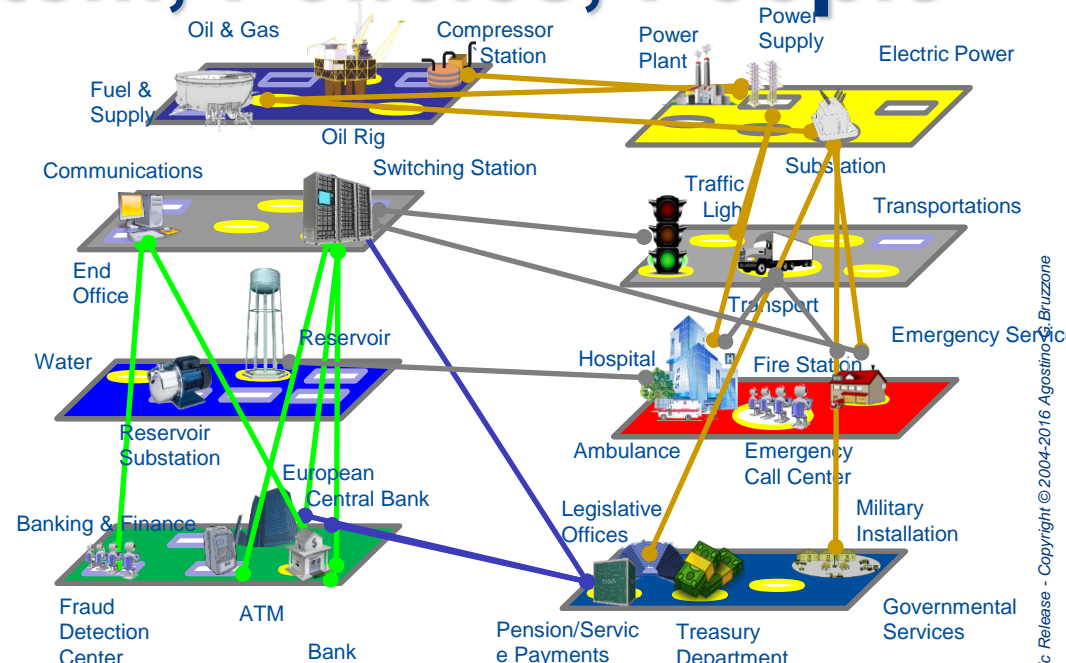 Oil & Gas
Compressor
Station
Power
Plant
Power
Supply
Electric Power
Fuel &
Supply
Oil Rig
Substation
Communications
Switching Station
Traffic
Light
Transportations
End
Office
Transport
Reservoir
Emergency Servic
Water
Hospital
Fire Station
Reservoir
Substation
Ambulance
Emergency
Call Center
European
Central Bank
Banking & Finance
Legislative
Offices
Military
Installation
Fraud
Detection
Center
ATM
Bank
Pension/Servic
e Payments
Treasury
Department
Governmental
Services
c Release - Copyright ©2004-2016 Agostino G.Bruzzone